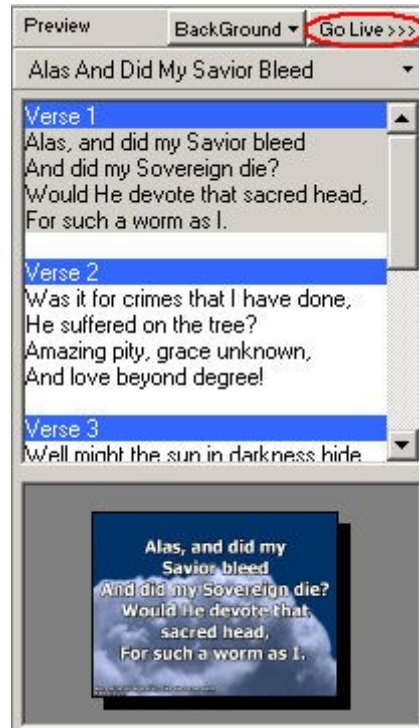 Preview BackGround Go Live >>>
Alas And Did My Savior Bleed
Verse 1
Alas, and did my Savior bleed
And did my Sovereign die?
Would He devote that sacred head,
For such a worm as I.
Verse 2
Was it for crimes that I have done,
He suffered on the tree?
Amazing pity, grace unknown,
And love beyond degree!
Verse 3
Well might the sun in darkness hide
Alas, and did my
Savior bleed
And did my Sovereign die?
Would He devote that
sacred head,
For such a worm as I.